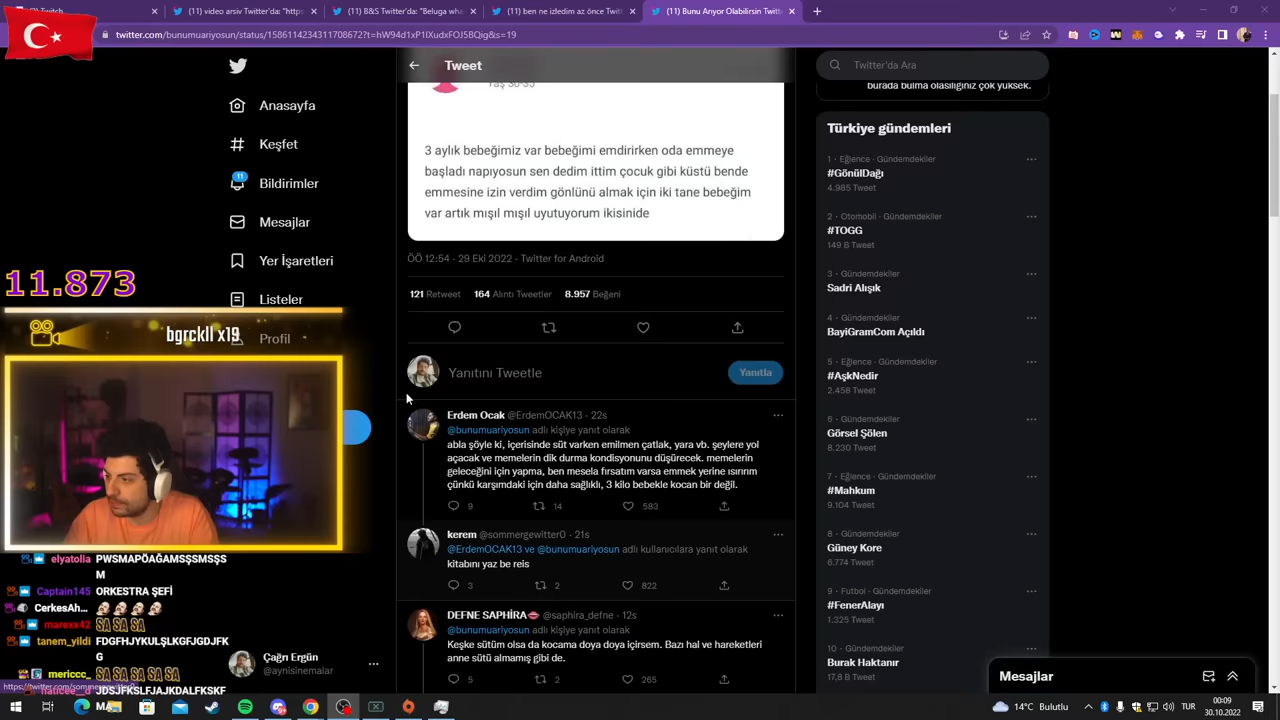 (11) video arsiv Twitter'da: "https
(11) B&S Twitter'da: "Beluga wha
(11) ben ne izledim az önce Twitt
(11) Bunu Arıyor Olabilirsin Twitt
twitter.com/bunumuariyosun/status/1586114234311708672?t=hW94d1xP1IXudxFOJ5BQig&s=19
Anasayfa
Keşfet
11
Bildirimler
Mesajlar
Yer İşaretleri
Listeler
Profil
11.873
bgrckll x19
elyatolia PWSMAPÖAĞAMSŞSMSŞS
M
Captain145 ORKESTRA ŞEFİ
CerkesAh...
marexx42 SA SA SA
tanem_yildi FDGFHJYKULŞLKGFJGDJFK
G
mericcc_ SA SA SA SA SA
Çağrı Ergün
@aynisinemalar
Tweet
Yaş 30-35
3 aylık bebeğimiz var bebeğimi emdirirken oda emmeye
başladı napıyosun sen dedim ittim çocuk gibi küstü bende
emmesine izin verdim gönlünü almak için iki tane bebeğim
var artık mışıl mışıl uyutuyorum ikisinide
ÖÖ 12:54 · 29 Eki 2022 · Twitter for Android
121 Retweet 164 Alıntı Tweetler 8.957 Beğeni
Yanıtını Tweetle
Yanıtla
Erdem Ocak @ErdemOCAK13 · 22s
@bunumuariyosun adlı kişiye yanıt olarak
abla şöyle ki, içerisinde süt varken emilmen çatlak, yara vb. şeylere yol
açacak ve memelerin dik durma kondisyonunu düşürecek. memelerin
geleceğini için yapma, ben mesela fırsatım varsa emmek yerine ısırırım
çünkü karşımdaki için daha sağlıklı, 3 kilo bebekle kocan bir değil.
9 14 583
kerem @sommergewitter0 · 21s
@ErdemOCAK13 ve @bunumuariyosun adlı kullanıcılara yanıt olarak
kitabını yaz be reis
3 2 822
DEFNE SAPHİRA @saphira_defne · 12s
@bunumuariyosun adlı kişiye yanıt olarak
Keşke sütüm olsa da kocama doya doya içirsem. Bazı hal ve hareketleri
anne sütü almamış gibi de.
5 2 265
Twitter'da Ara
burada bulma olasılığınız çok yüksek.
Türkiye gündemleri
1 · Eğlence · Gündemdekiler
#GönülDağı
4.985 Tweet
2 · Otomobil · Gündemdekiler
#TOGG
149 B Tweet
3 · Gündemdekiler
Sadri Alışık
4 · Gündemdekiler
BayiGramCom Açıldı
5 · Eğlence · Gündemdekiler
#AşkNedir
2.458 Tweet
6 · Gündemdekiler
Görsel Şölen
8.230 Tweet
7 · Eğlence · Gündemdekiler
#Mahkum
9.104 Tweet
8 · Gündemdekiler
Güney Kore
6.774 Tweet
9 · Futbol · Gündemdekiler
#FenerAlayı
1.325 Tweet
10 · Gündemdekiler
Burak Haktanır
17,8 B Tweet
Mesajlar
14°C Bulutlu
TUR
00:09
30.10.2022